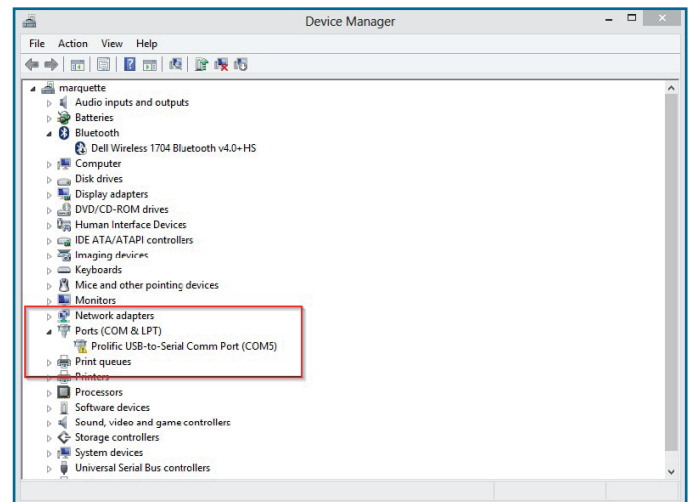 Device Manager
File Action View Help
marquette
Audio inputs and outputs
Batteries
Bluetooth
Dell Wireless 1704 Bluetooth v4.0+HS
Computer
Disk drives
Display adapters
DVD/CD-ROM drives
Human Interface Devices
IDE ATA/ATAPI controllers
Imaging devices
Keyboards
Mice and other pointing devices
Monitors
Network adapters
Ports (COM & LPT)
Prolific USB-to-Serial Comm Port (COM5)
Print queues
Printers
Processors
Software devices
Sound, video and game controllers
Storage controllers
System devices
Universal Serial Bus controllers